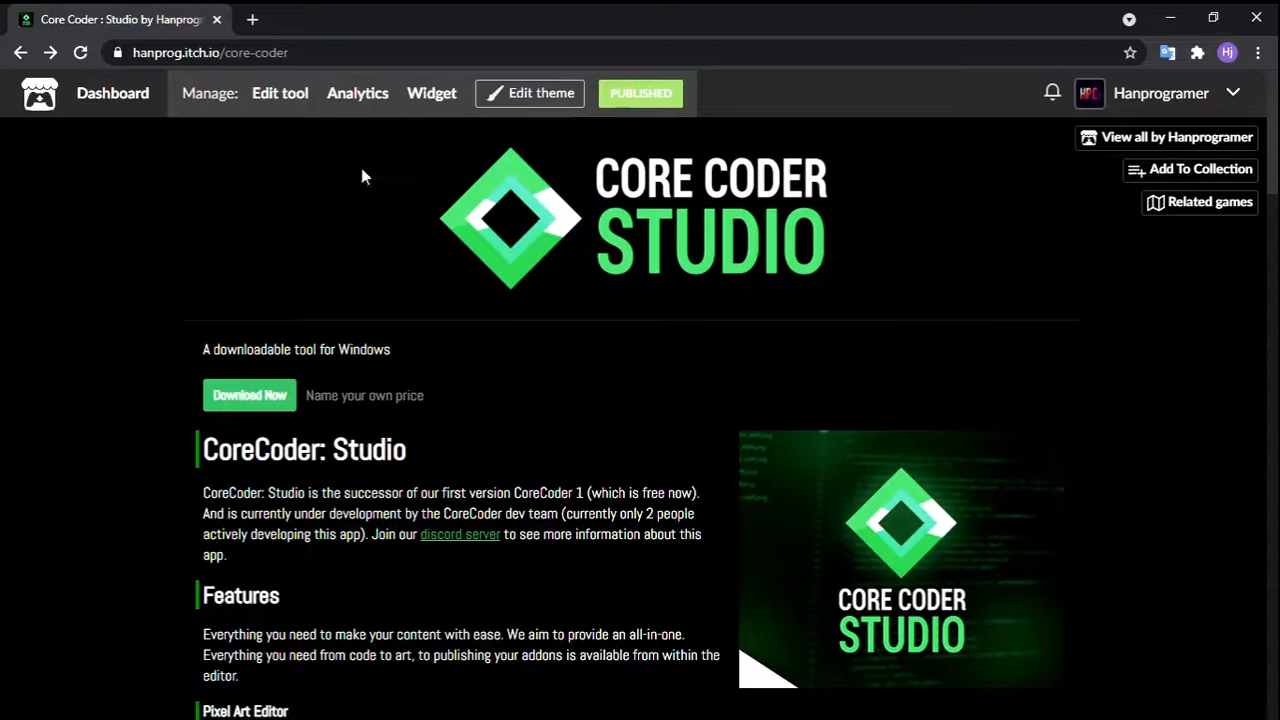 Core Coder : Studio by Hanprogr
hanprog.itch.io/core-coder
Hj
Dashboard
Manage: Edit tool Analytics Widget Edit theme PUBLISHED
HPG Hanprogramer
View all by Hanprogramer
Add To Collection
Related games
CORE CODER
STUDIO
A downloadable tool for Windows
Download Now Name your own price
CoreCoder: Studio
CoreCoder: Studio is the successor of our first version CoreCoder 1 (which is free now).
And is currently under development by the CoreCoder dev team (currently only 2 people
actively developing this app). Join our discord server to see more information about this
app.
Features
Everything you need to make your content with ease. We aim to provide an all-in-one.
Everything you need from code to art, to publishing your addons is available from within the
editor.
Pixel Art Editor
CORE CODER
STUDIO